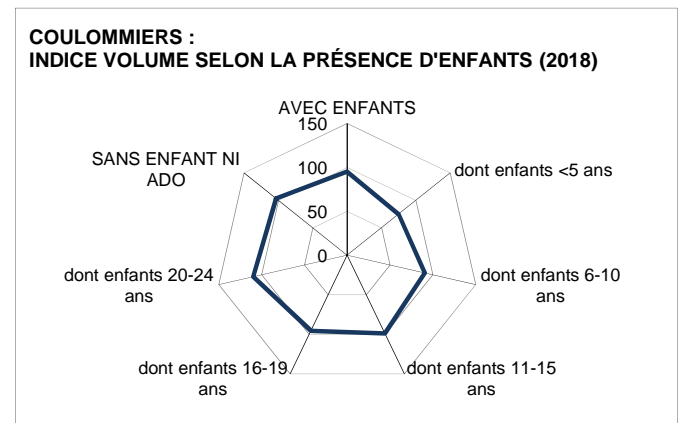 COULOMMIERS :
INDICE VOLUME SELON LA PRÉSENCE D'ENFANTS (2018)
AVEC ENFANTS
150
100
50
0
dont enfants <5 ans
dont enfants 6-10
ans
dont enfants 11-15
ans
dont enfants 16-19
ans
dont enfants 20-24
ans
SANS ENFANT NI
ADO